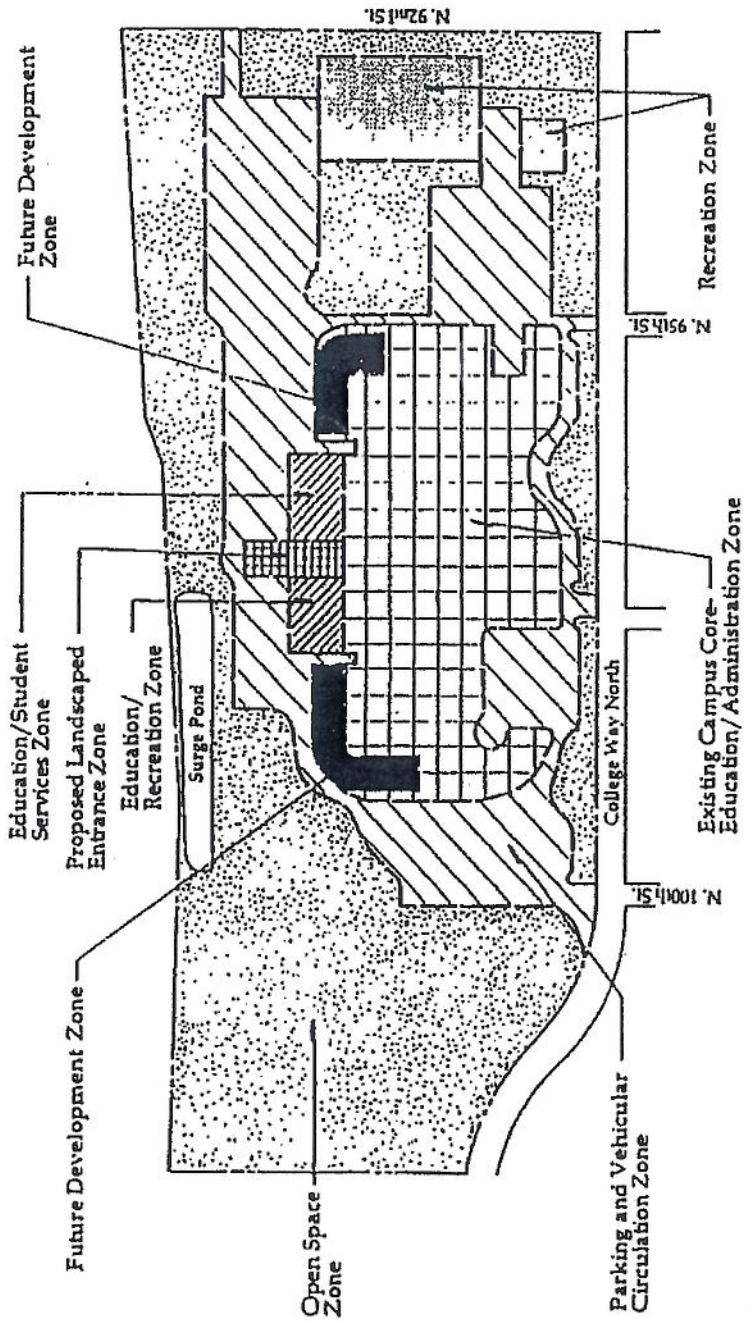 Future Development Zone
Education/Student
Services Zone
Proposed Landscaped
Entrance Zone
Education/
Recreation Zone
Future Development
Zone
N. 92nd St.
Surge Pond
Open Space
Zone
Parking and Vehicular
Circulation Zone
N. 100th St.
College Way North
Existing Campus Core-
Education/Administration Zone
N. 95th St.
Recreation Zone